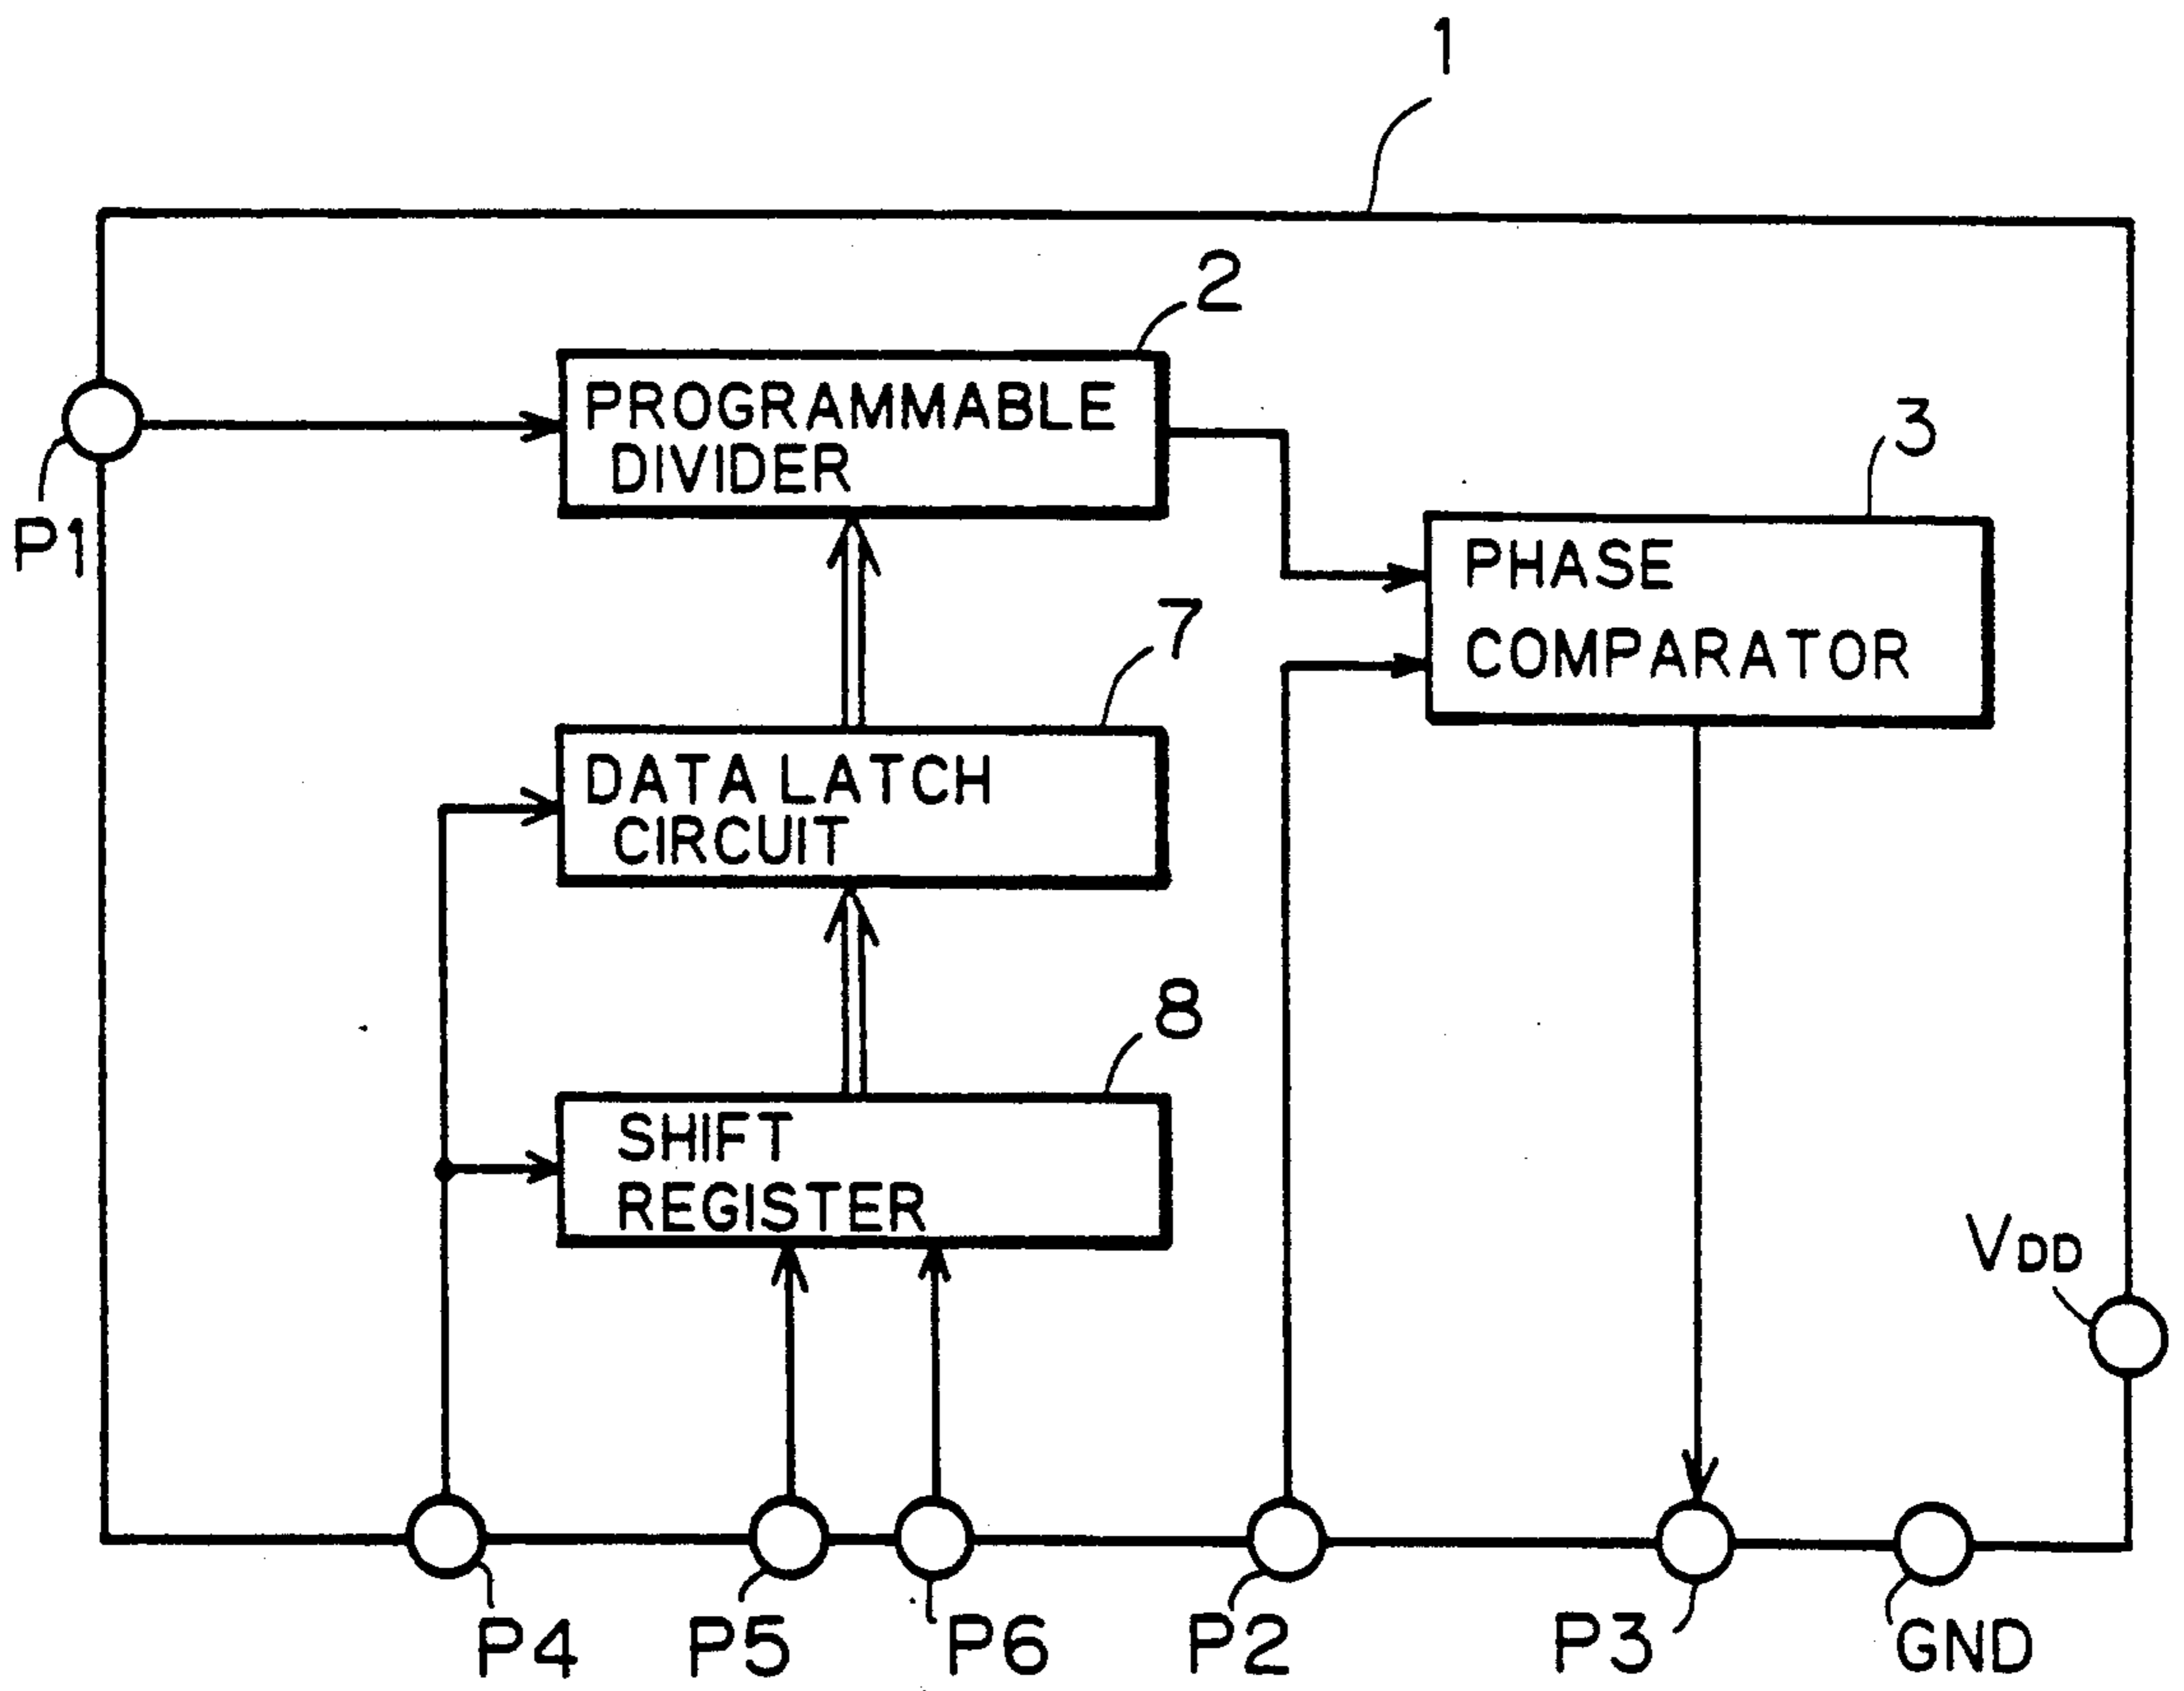 1
2
PROGRAMMABLE
DIVIDER
3
P1
PHASE
COMPARATOR
7
DATA LATCH
CIRCUIT
8
SHIFT
REGISTER
VDD
P4
P5
P6
P2
P3
GND